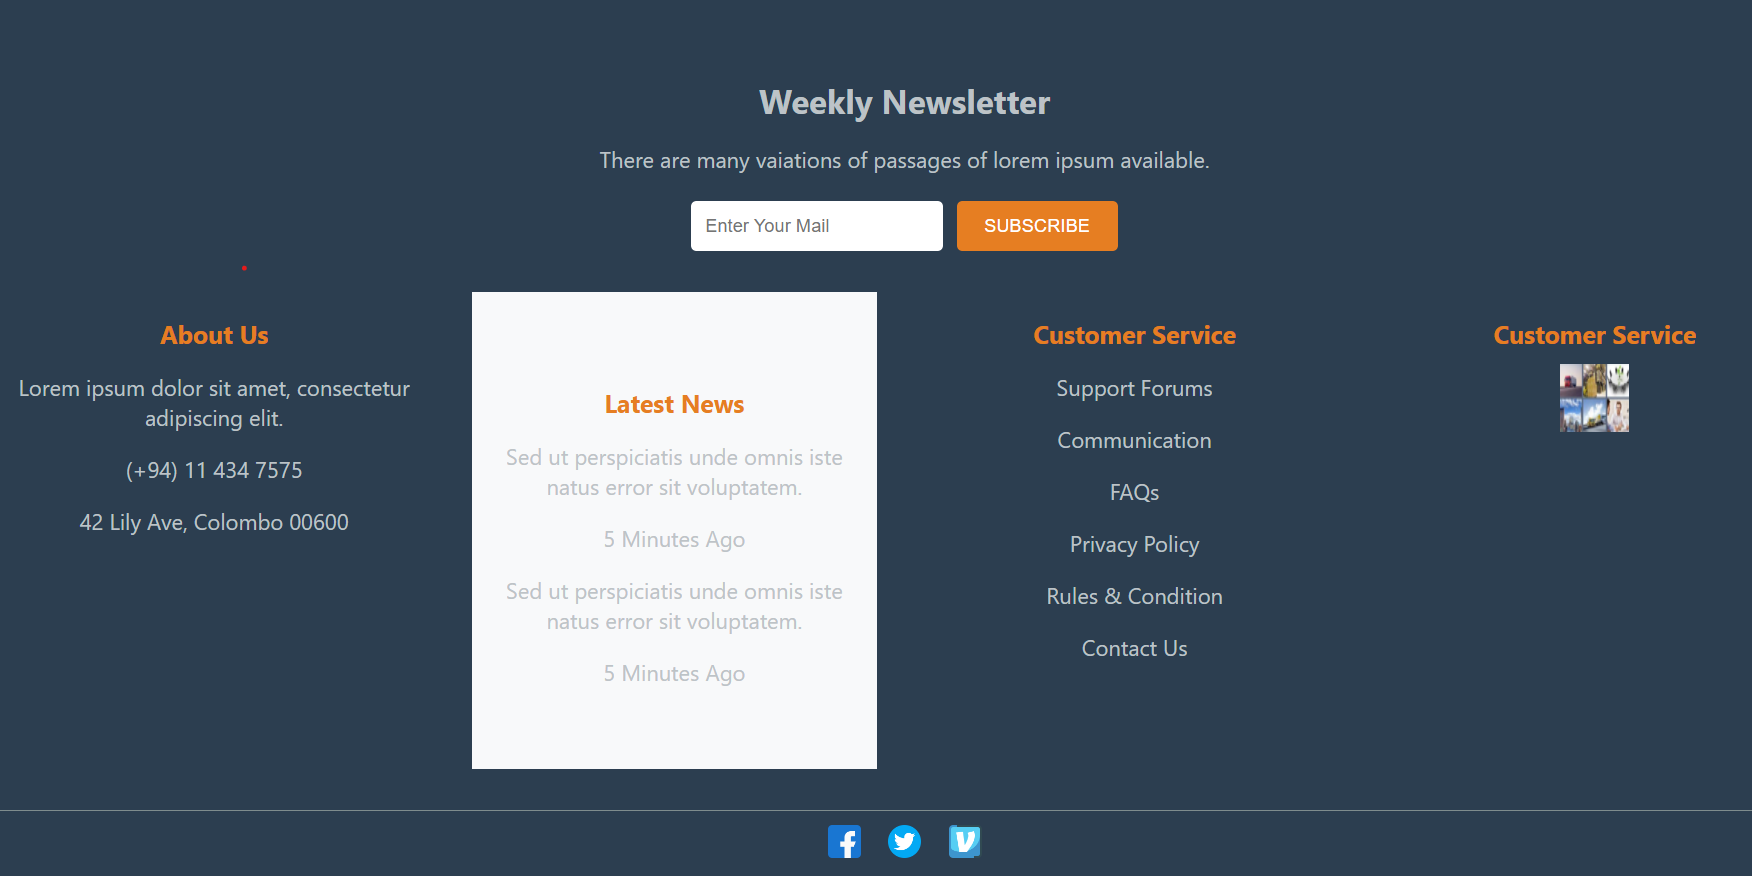 Weekly Newsletter
There are many vaiations of passages of lorem ipsum available.
Enter Your Mail
SUBSCRIBE
About Us
Lorem ipsum dolor sit amet, consectetur
adipiscing elit.
(+94) 11 434 7575
42 Lily Ave, Colombo 00600
Latest News
Sed ut perspiciatis unde omnis iste
natus error sit voluptatem.
5 Minutes Ago
Sed ut perspiciatis unde omnis iste
natus error sit voluptatem.
5 Minutes Ago
Customer Service
Support Forums
Communication
FAQs
Privacy Policy
Rules & Condition
Contact Us
Customer Service